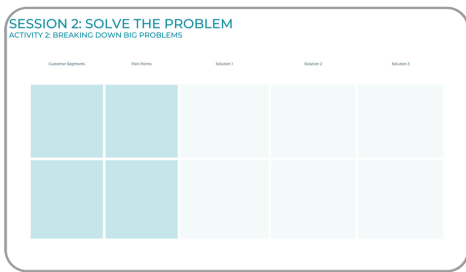 SESSION 2: SOLVE THE PROBLEM
ACTIVITY 2: BREAKING DOWN BIG PROBLEMS
Customer Segments Pain Points Solution 1 Solution 2 Solution 3